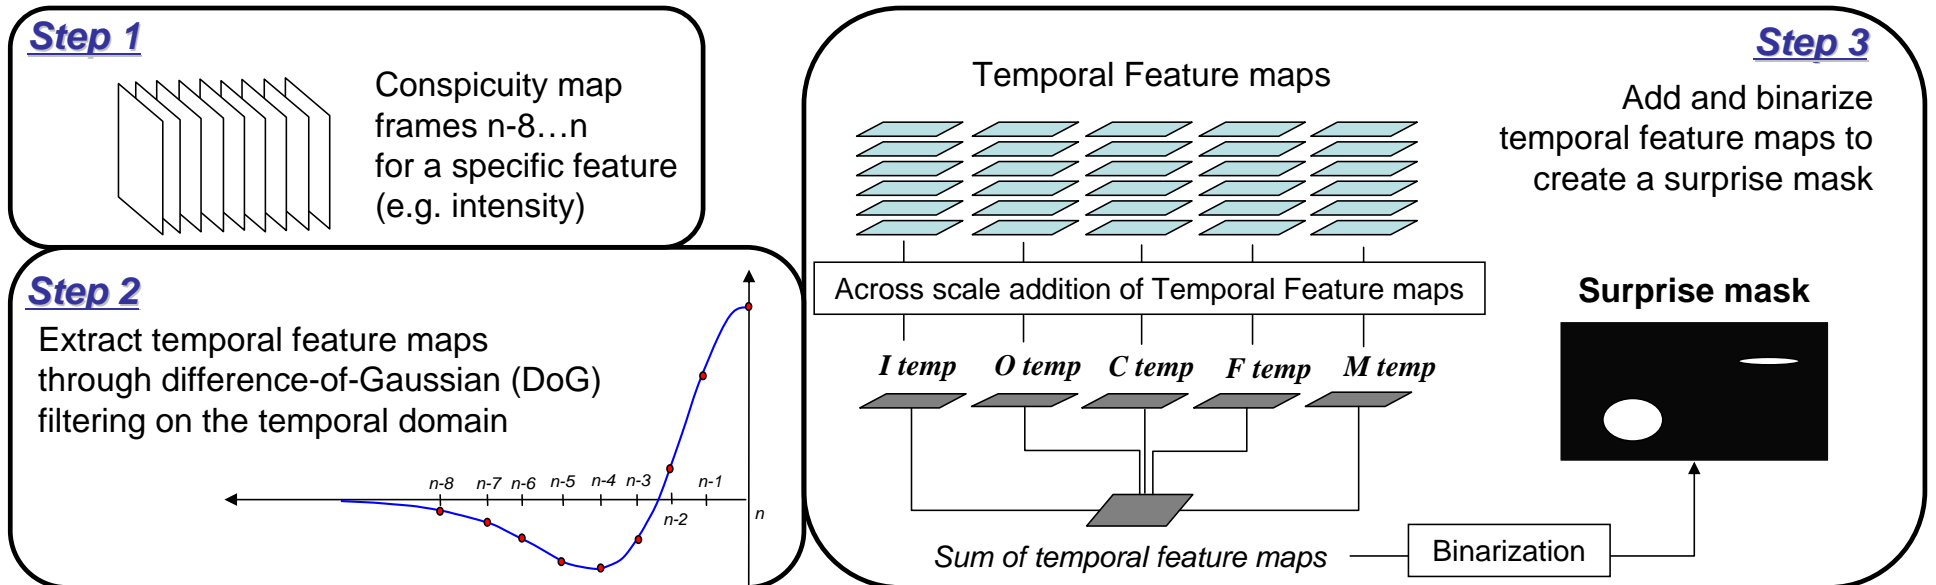 Step 1
Conspicuity map
frames n-8…n
for a specific feature
(e.g. intensity)
Step 2
Extract temporal feature maps
through difference-of-Gaussian (DoG)
filtering on the temporal domain
n-8 n-7 n-6 n-5 n-4 n-3 n-1
n-2 n
Step 3
Temporal Feature maps
Add and binarize
temporal feature maps to
create a surprise mask
Across scale addition of Temporal Feature maps
Surprise mask
I temp O temp C temp F temp M temp
Sum of temporal feature maps
Binarization